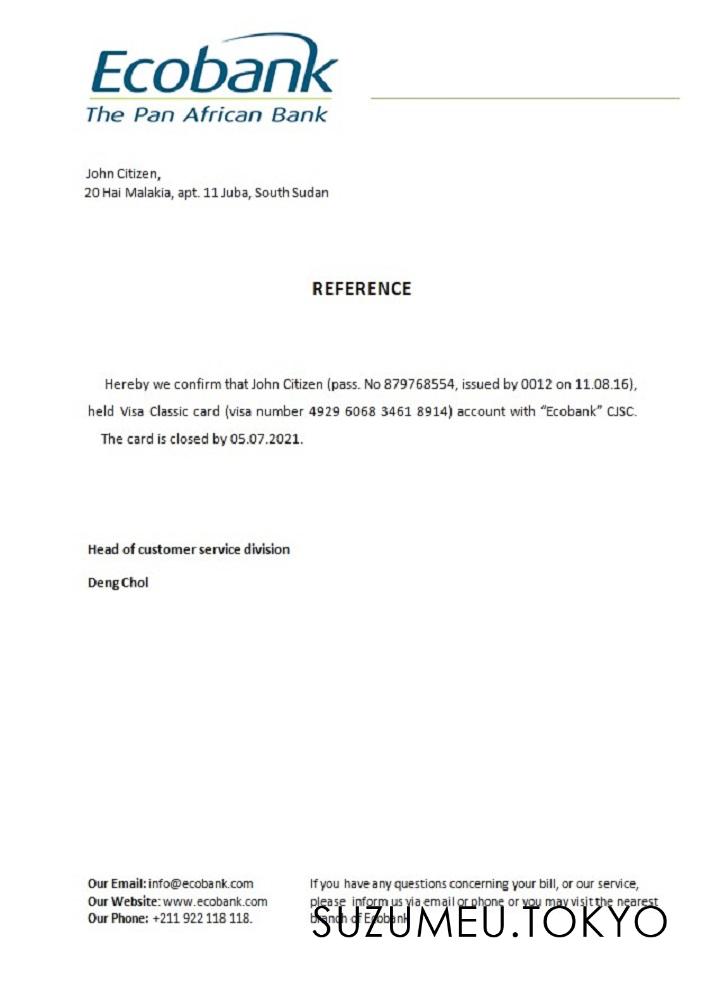 Ecobank
The Pan African Bank
John Citizen,
20 Hai Malakia, apt. 11 Juba, South Sudan
REFERENCE
Hereby we confirm that John Citizen (pass. No 879768554, issued by 0012 on 11.08.16),
held Visa Classic card (visa number 4929 6068 3461 8914) account with “Ecobank” CJSC.
The card is closed by 05.07.2021.
Head of customer service division
Deng Chol
Our Email: info@ecobank.com
Our Website: www.ecobank.com
Our Phone: +211 922 118 118.
If you have any questions concerning your bill, or our service,
please inform us via email or phone or you may visit the nearest
branch of Ecobank
SUZUMEU.TOKYO